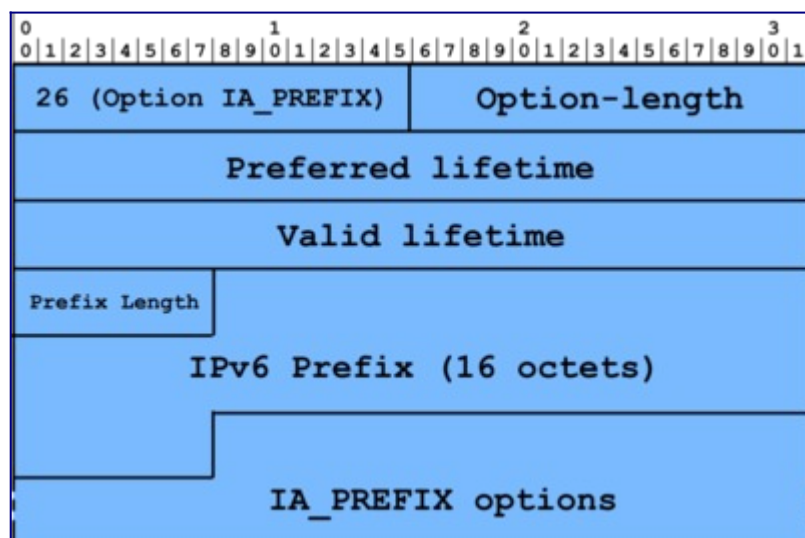 0 1 2 3
0 1 2 3 4 5 6 7 8 9 0 1 2 3 4 5 6 7 8 9 0 1 2 3 4 5 6 7 8 9 0 1
26 (Option IA_PREFIX) Option-length
Preferred lifetime
Valid lifetime
Prefix Length
IPv6 Prefix (16 octets)
IA_PREFIX options